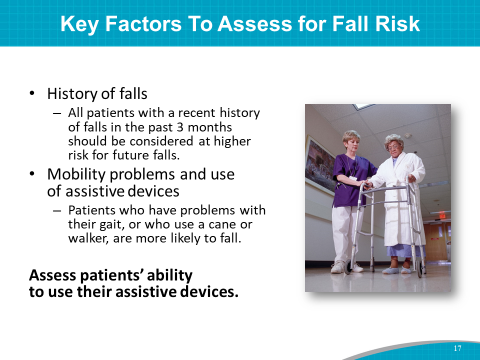 Key Factors To Assess for Fall Risk
• History of falls
– All patients with a recent history
of falls in the past 3 months
should be considered at higher
risk for future falls.
• Mobility problems and use
of assistive devices
– Patients who have problems with
their gait, or who use a cane or
walker, are more likely to fall.
Assess patients’ ability
to use their assistive devices.
17